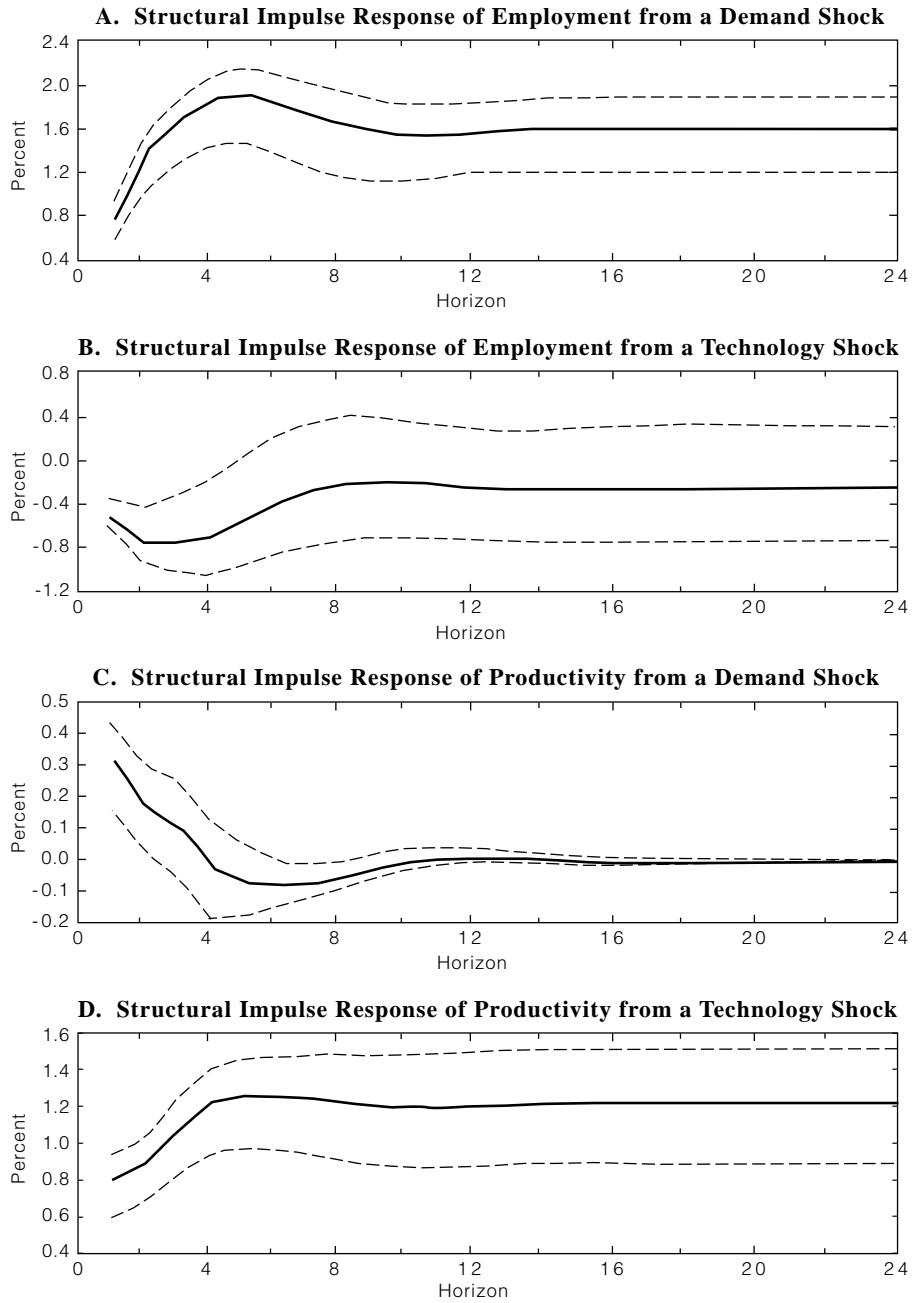 A. Structural Impulse Response of Employment from a Demand Shock
2.4
2.0
1.6
1.2
0.8
0.4
Percent
0 4 8 12 16 20 24
Horizon
B. Structural Impulse Response of Employment from a Technology Shock
0.8
0.4
0.0
-0.4
-0.8
-1.2
Percent
0 4 8 12 16 20 24
Horizon
C. Structural Impulse Response of Productivity from a Demand Shock
0.5
0.4
0.3
0.2
0.1
0.0
-0.1
-0.2
Percent
0 4 8 12 16 20 24
Horizon
D. Structural Impulse Response of Productivity from a Technology Shock
1.6
1.4
1.2
1.0
0.8
0.6
0.4
Percent
0 4 8 12 16 20 24
Horizon